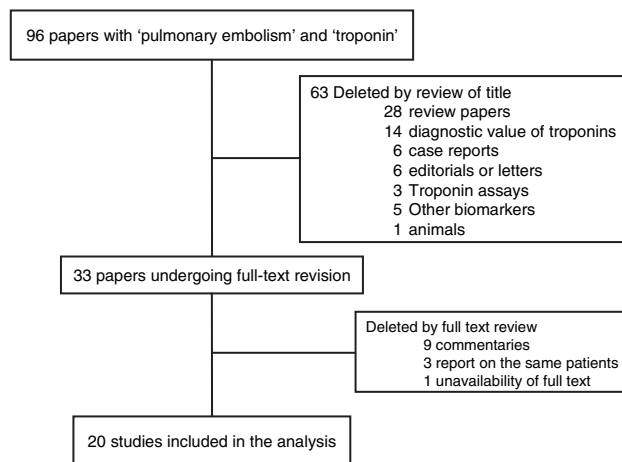 96 papers with ‘pulmonary embolism’ and ‘troponin’
63 Deleted by review of title
28 review papers
14 diagnostic value of troponins
6 case reports
6 editorials or letters
3 Troponin assays
5 Other biomarkers
1 animals
33 papers undergoing full-text revision
Deleted by full text review
9 commentaries
3 report on the same patients
1 unavailability of full text
20 studies included in the analysis